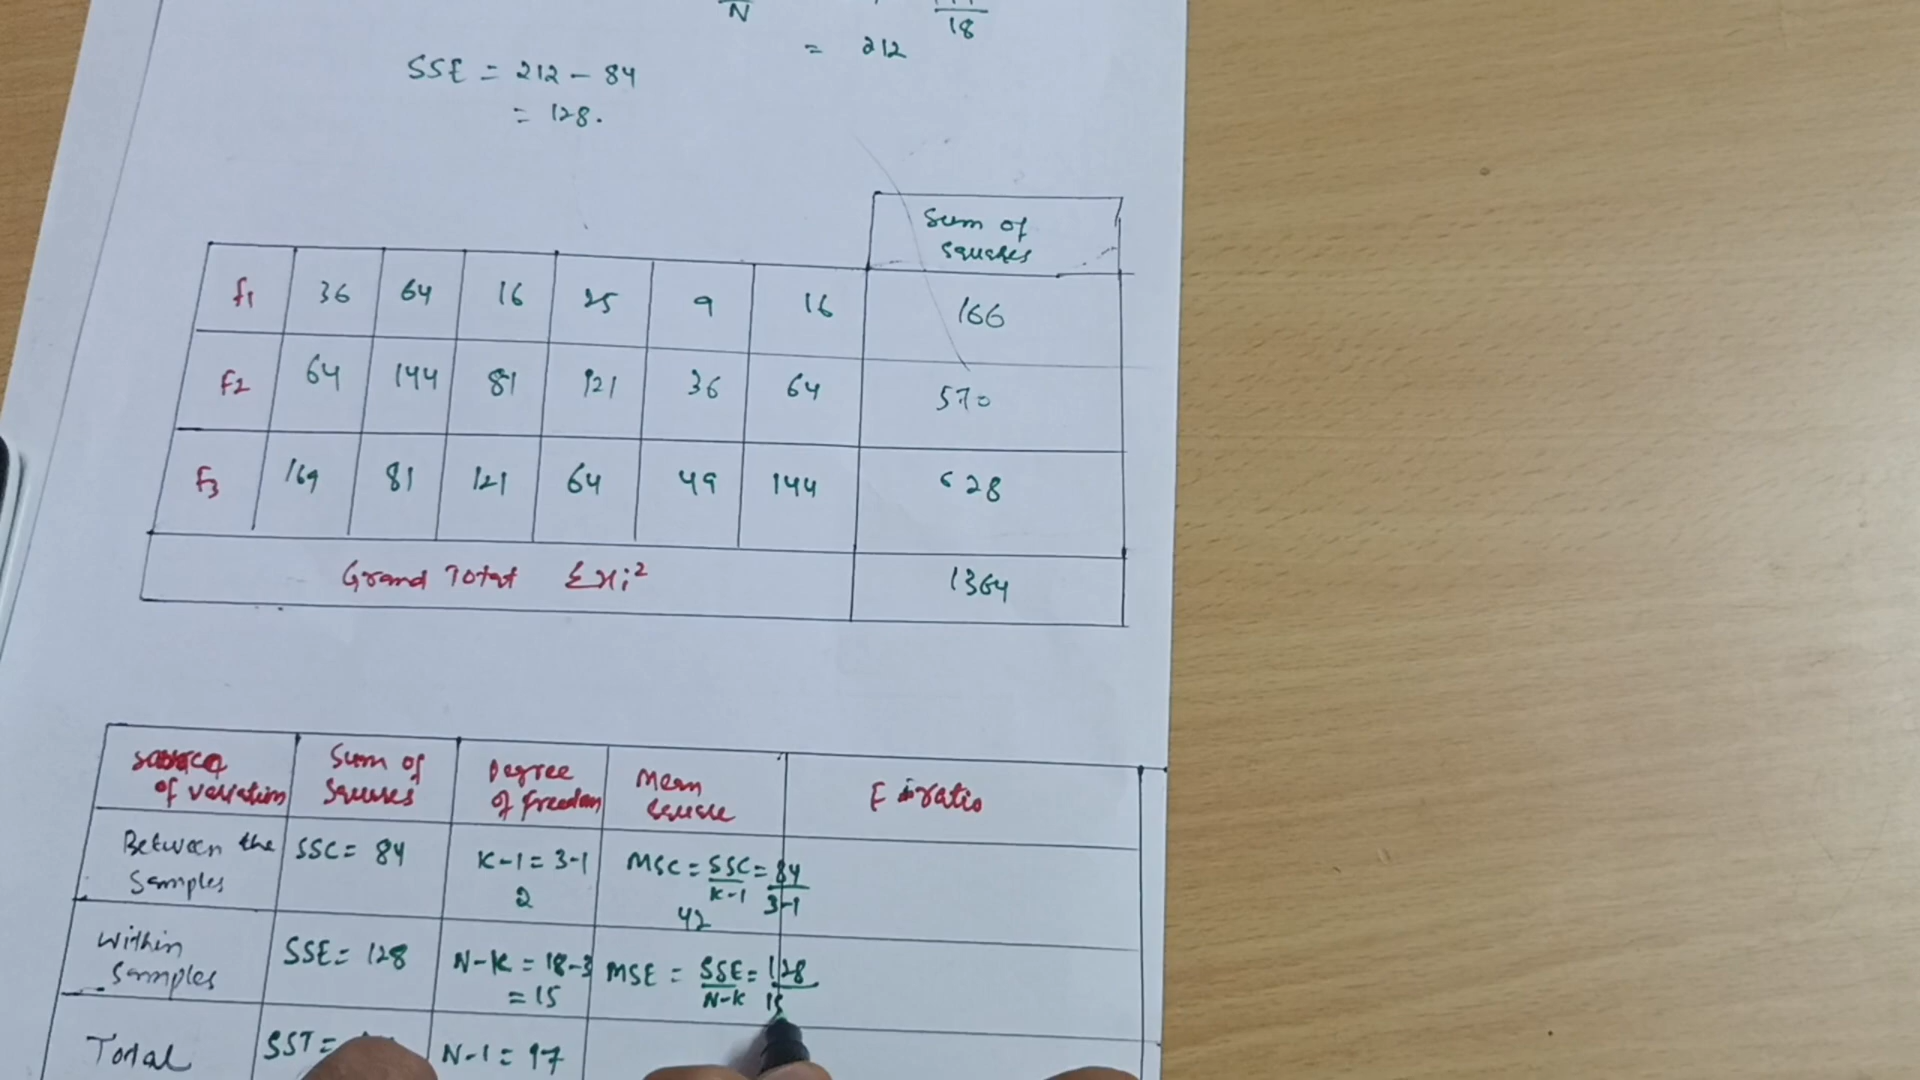 N
18
= 212
SSE = 212 - 84
= 128.
Sum of
squares
f1 36 64 16 25 9 16 166
f2 64 144 81 121 36 64 570
f3 169 81 121 64 49 144 628
Grand Total Σxi² 1364
of variation
Sum of
Squares
Degree
of freedom
Mean
square
F ratio
Between the
Samples
SSC = 84
K-1 = 3-1
2
MSC = SSC/K-1 = 84/3-1
42
Within
Samples
SSE = 128
N-K = 18-3
= 15
MSE = SSE/N-K = 128/15
Total
SST =
N-1 = 17